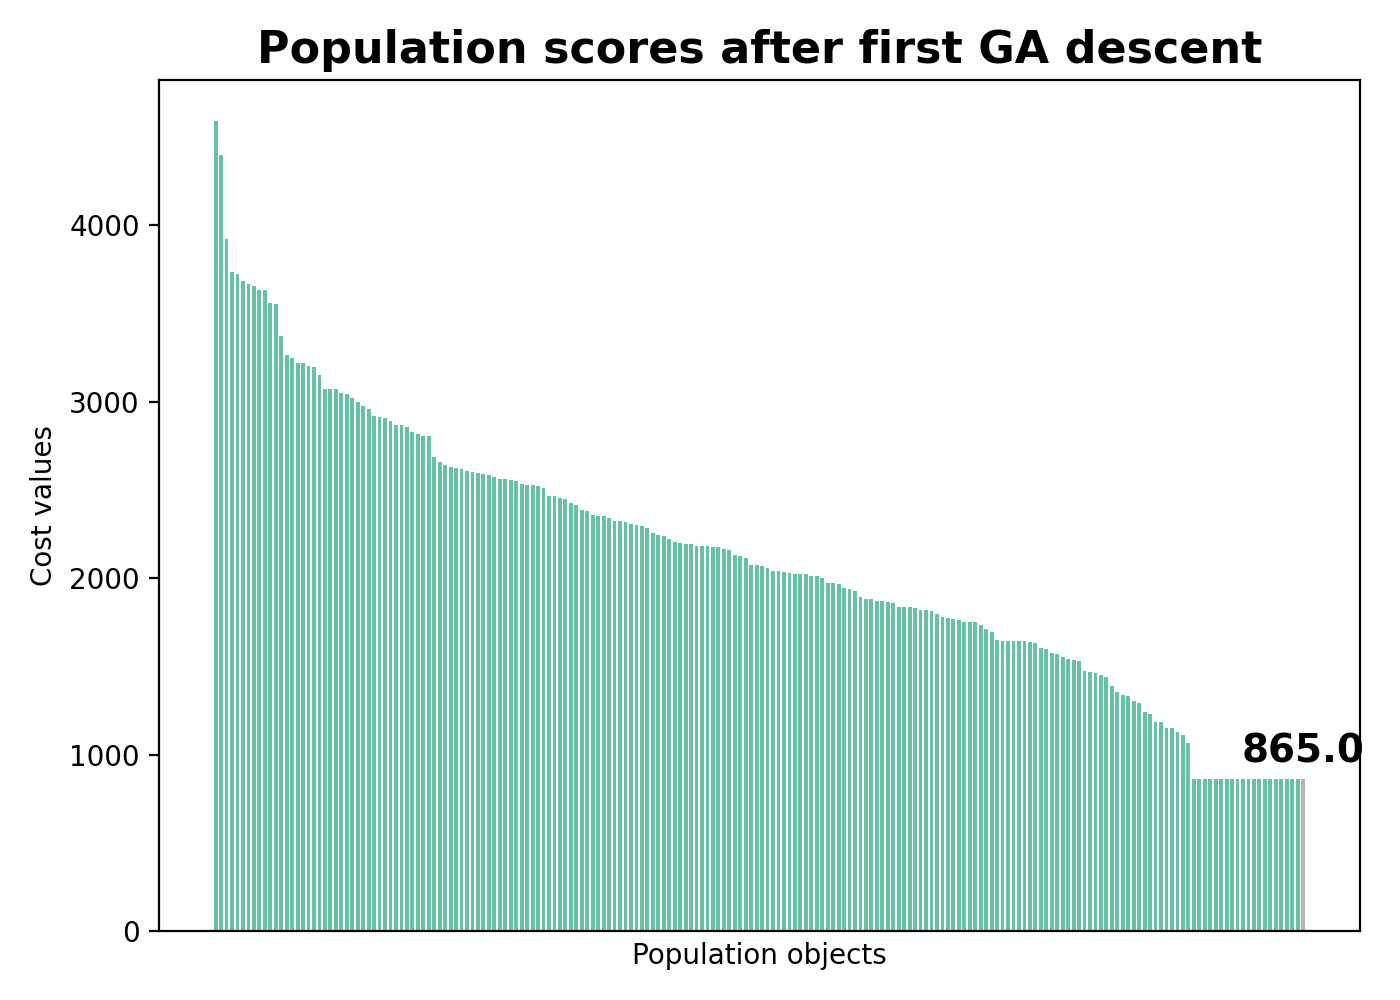 Population scores after first GA descent
4000
3000
2000
1000
0
Cost values
865.0
Population objects